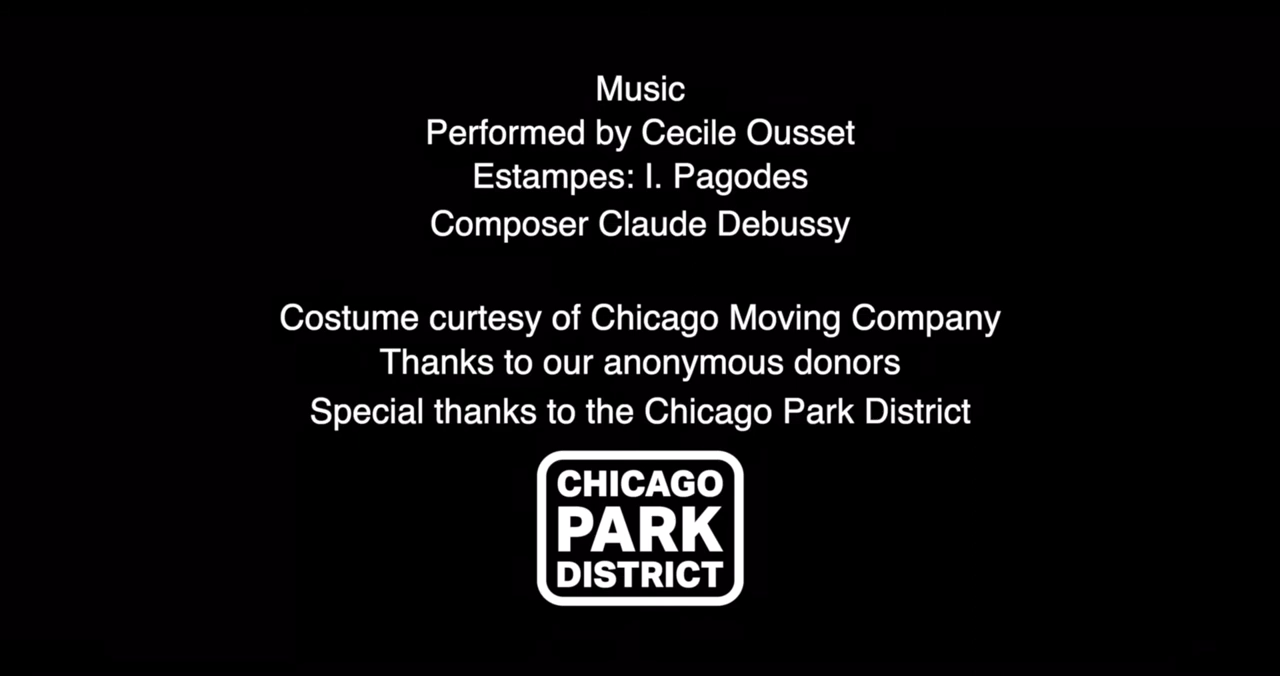 Music
Performed by Cecile Ousset
Estampes: I. Pagodes
Composer Claude Debussy
Costume curtesy of Chicago Moving Company
Thanks to our anonymous donors
Special thanks to the Chicago Park District
CHICAGO
PARK
DISTRICT